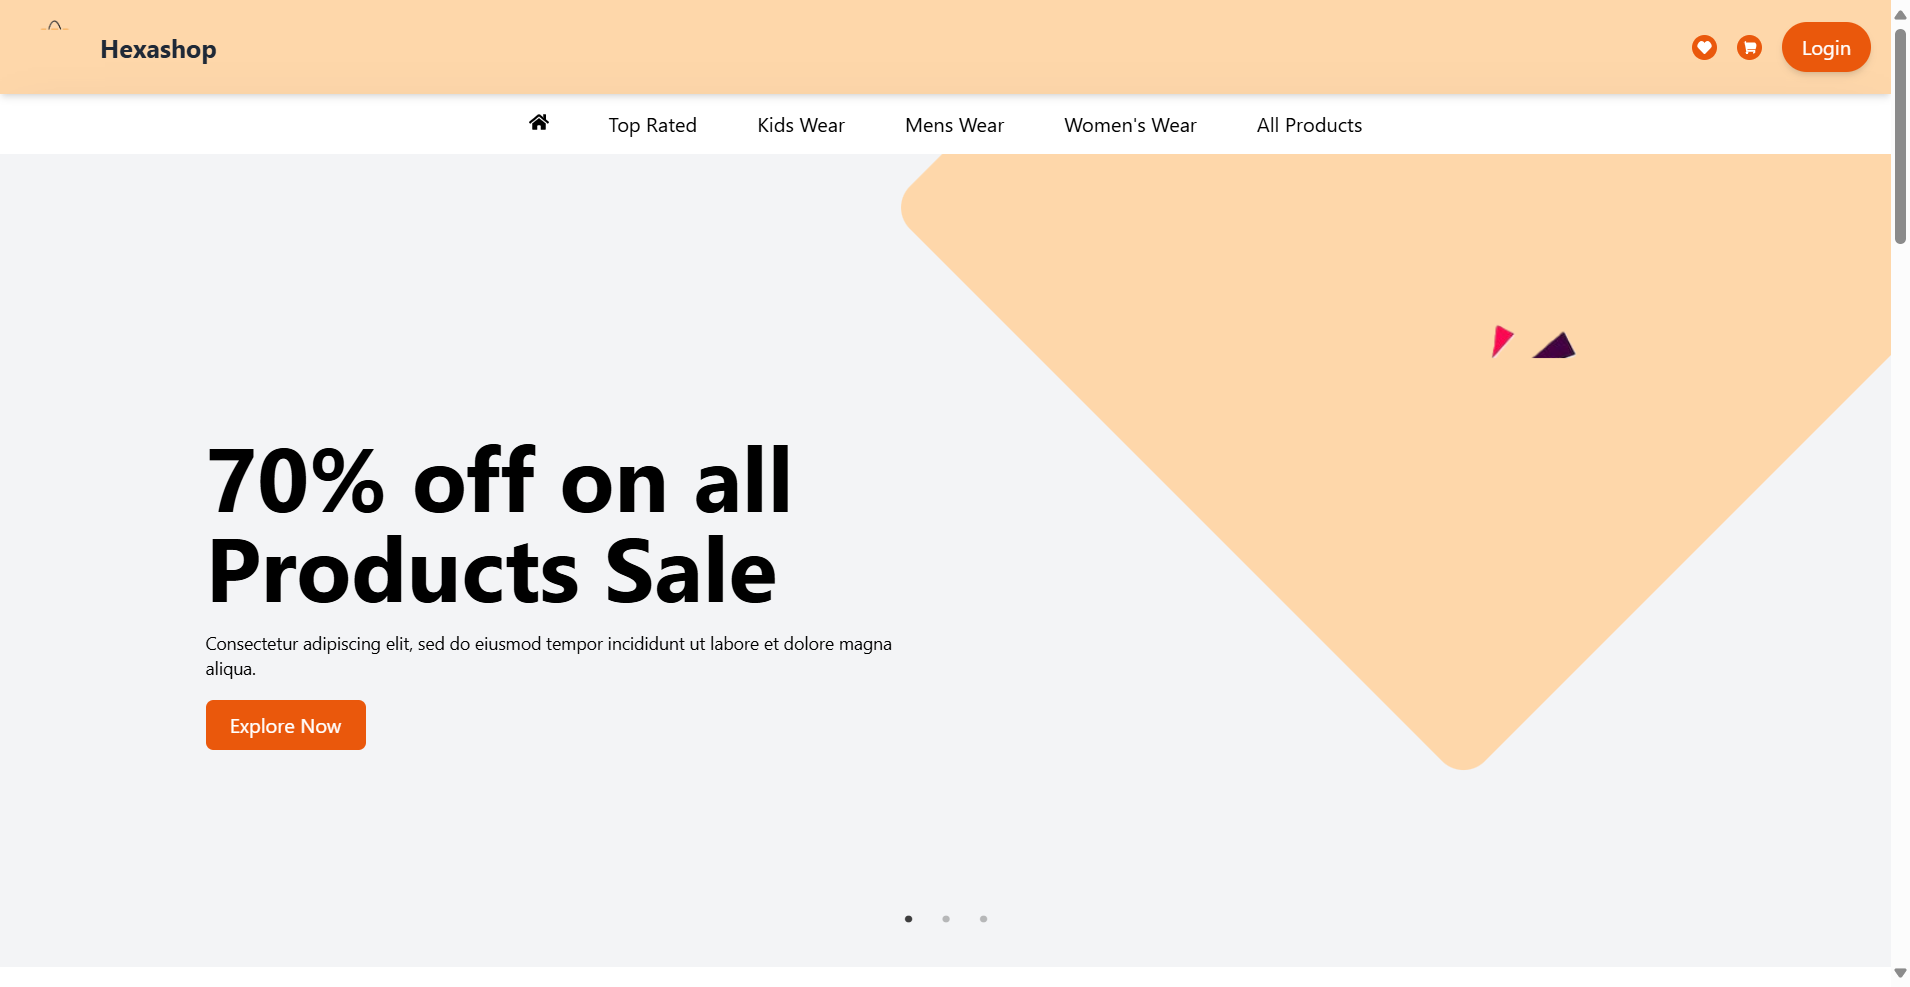 Hexashop
Login
Top Rated
Kids Wear
Mens Wear
Women's Wear
All Products
70% off on all
Products Sale
Consectetur adipiscing elit, sed do eiusmod tempor incididunt ut labore et dolore magna
aliqua.
Explore Now